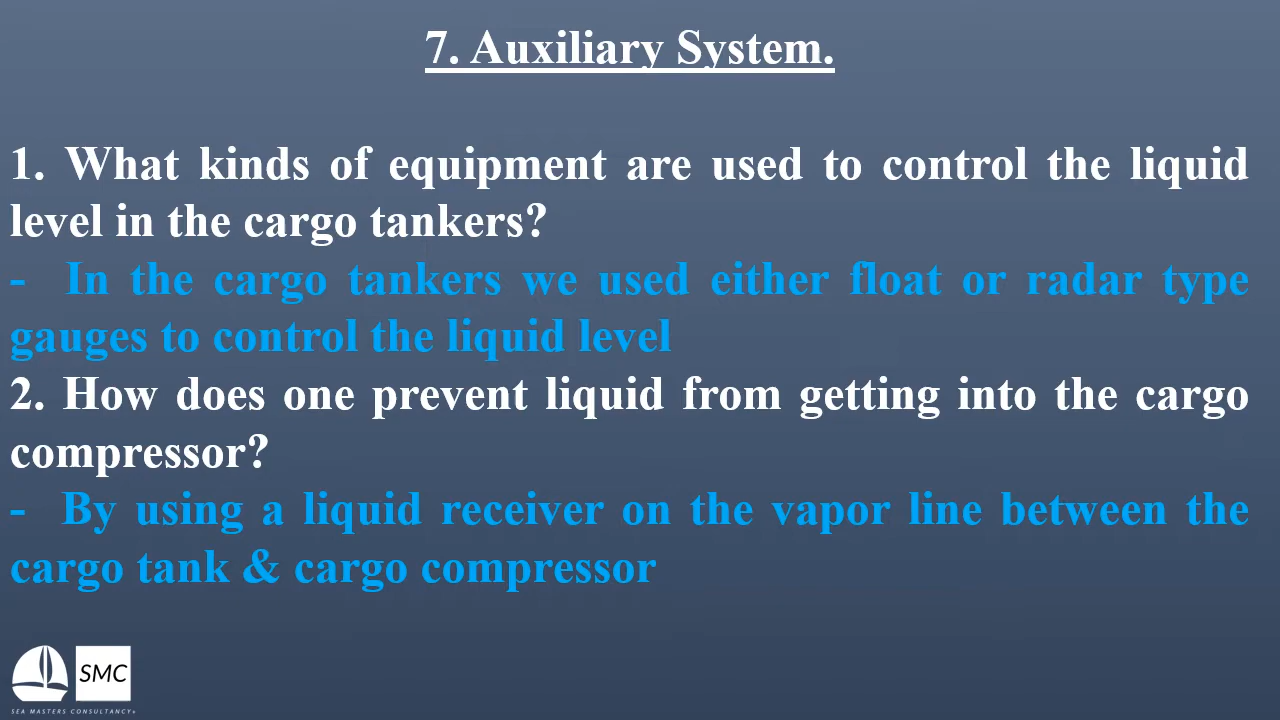 7. Auxiliary System.
1. What kinds of equipment are used to control the liquid
level in the cargo tankers?
- In the cargo tankers we used either float or radar type
gauges to control the liquid level
2. How does one prevent liquid from getting into the cargo
compressor?
- By using a liquid receiver on the vapor line between the
cargo tank & cargo compressor
SMC
SEA MASTERS CONSULTANCY